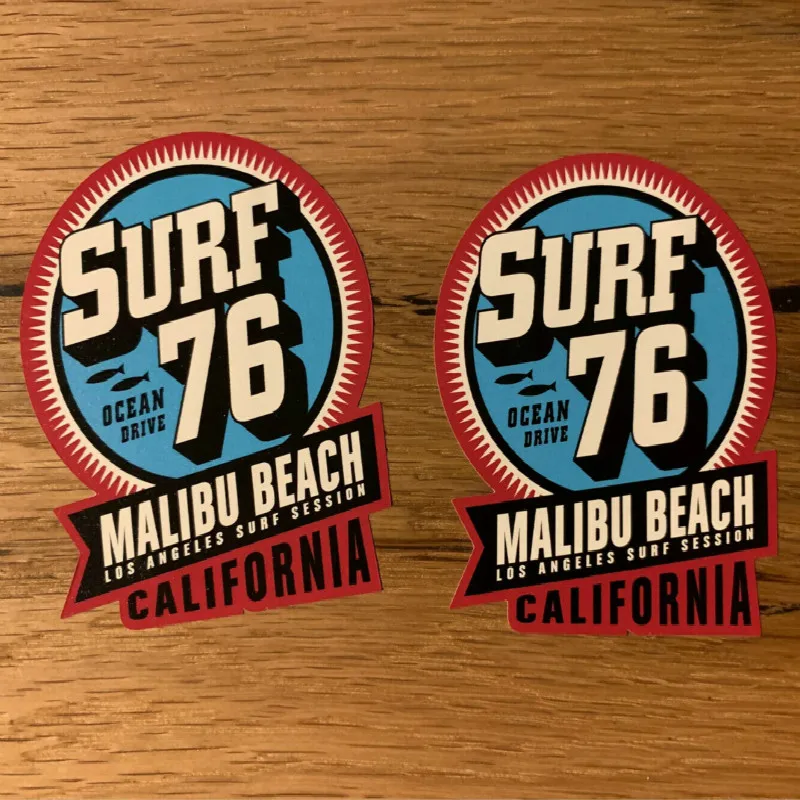 SURF
76
OCEAN
DRIVE
MALIBU BEACH
LOS ANGELES SURF SESSION
CALIFORNIA
SURF
76
OCEAN
DRIVE
MALIBU BEACH
LOS ANGELES SURF SESSION
CALIFORNIA